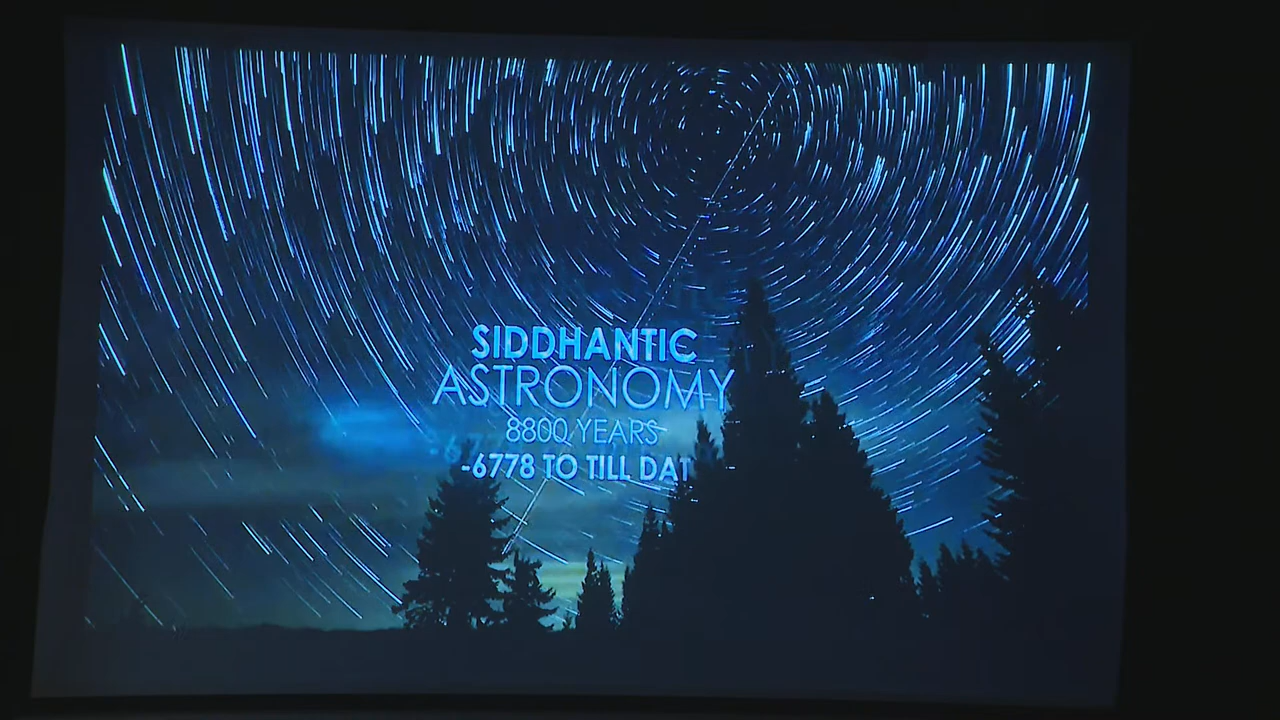 SIDDHANTIC
ASTRONOMY
8800 YEARS
-6778 TO TILL DAT